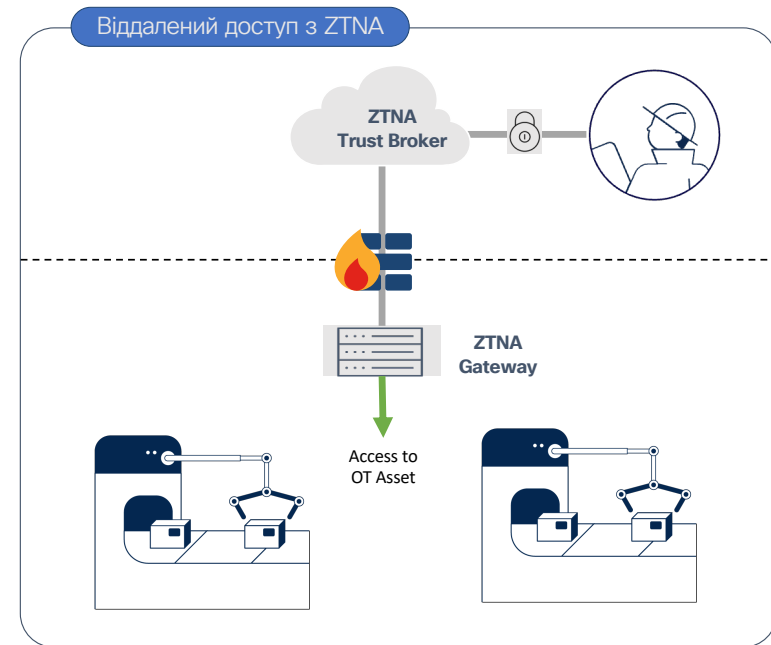 Віддалений доступ з ZTNA
ZTNA
Trust Broker
ZTNA
Gateway
Access to
OT Asset